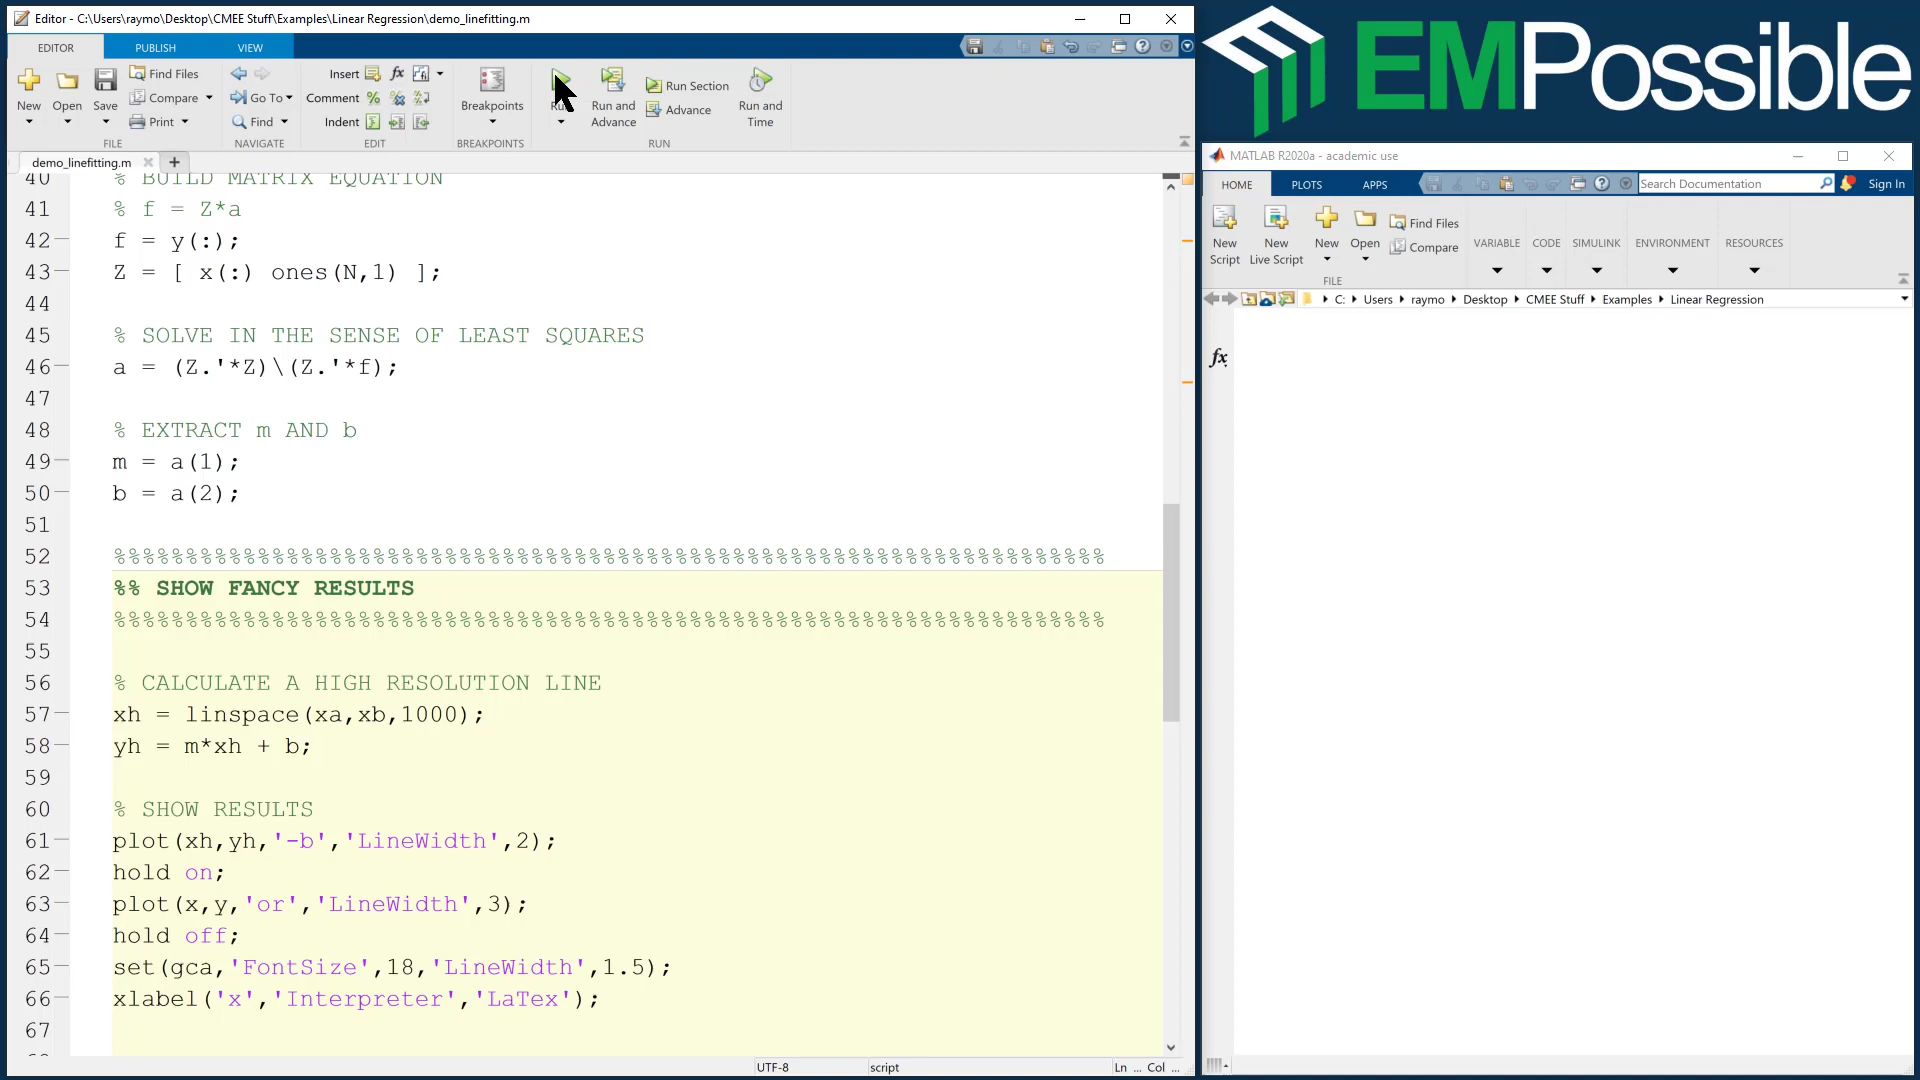 Editor - C:\Users\raymo\Desktop\CMEE Stuff\Examples\Linear Regression\demo_linefitting.m
EDITOR
PUBLISH
VIEW
New
Open
Save
Find Files
Compare
Print
FILE
Go To
Find
NAVIGATE
Insert
fx
Comment
Indent
EDIT
Breakpoints
BREAKPOINTS
Run and
Advance
Run Section
Advance
Run and
Time
RUN
demo_linefitting.m
40 % BUILD MATRIX EQUATION
41 % f = Z*a
42 f = y(:);
43 Z = [ x(:) ones(N,1) ];
44
45 % SOLVE IN THE SENSE OF LEAST SQUARES
46 a = (Z.'*Z)\(Z.'*f);
47
48 % EXTRACT m AND b
49 m = a(1);
50 b = a(2);
51
52 %%%%%%%%%%%%%%%%%%%%%%%%%%%%%%%%%%%%%%%%%%%%%%%%%%%%%%%%%%%%%%%%%%%%%
53 %% SHOW FANCY RESULTS
54 %%%%%%%%%%%%%%%%%%%%%%%%%%%%%%%%%%%%%%%%%%%%%%%%%%%%%%%%%%%%%%%%%%%%%
55
56 % CALCULATE A HIGH RESOLUTION LINE
57 xh = linspace(xa,xb,1000);
58 yh = m*xh + b;
59
60 % SHOW RESULTS
61 plot(xh,yh,'-b','LineWidth',2);
62 hold on;
63 plot(x,y,'or','LineWidth',3);
64 hold off;
65 set(gca,'FontSize',18,'LineWidth',1.5);
66 xlabel('x','Interpreter','LaTex');
67
UTF-8
script
Ln ... Col ...
EMPossible
MATLAB R2020a - academic use
HOME
PLOTS
APPS
Search Documentation
Sign In
New
Script
New
Live Script
New
Open
Find Files
Compare
FILE
VARIABLE
CODE
SIMULINK
ENVIRONMENT
RESOURCES
C: Users raymo Desktop CMEE Stuff Examples Linear Regression
fx